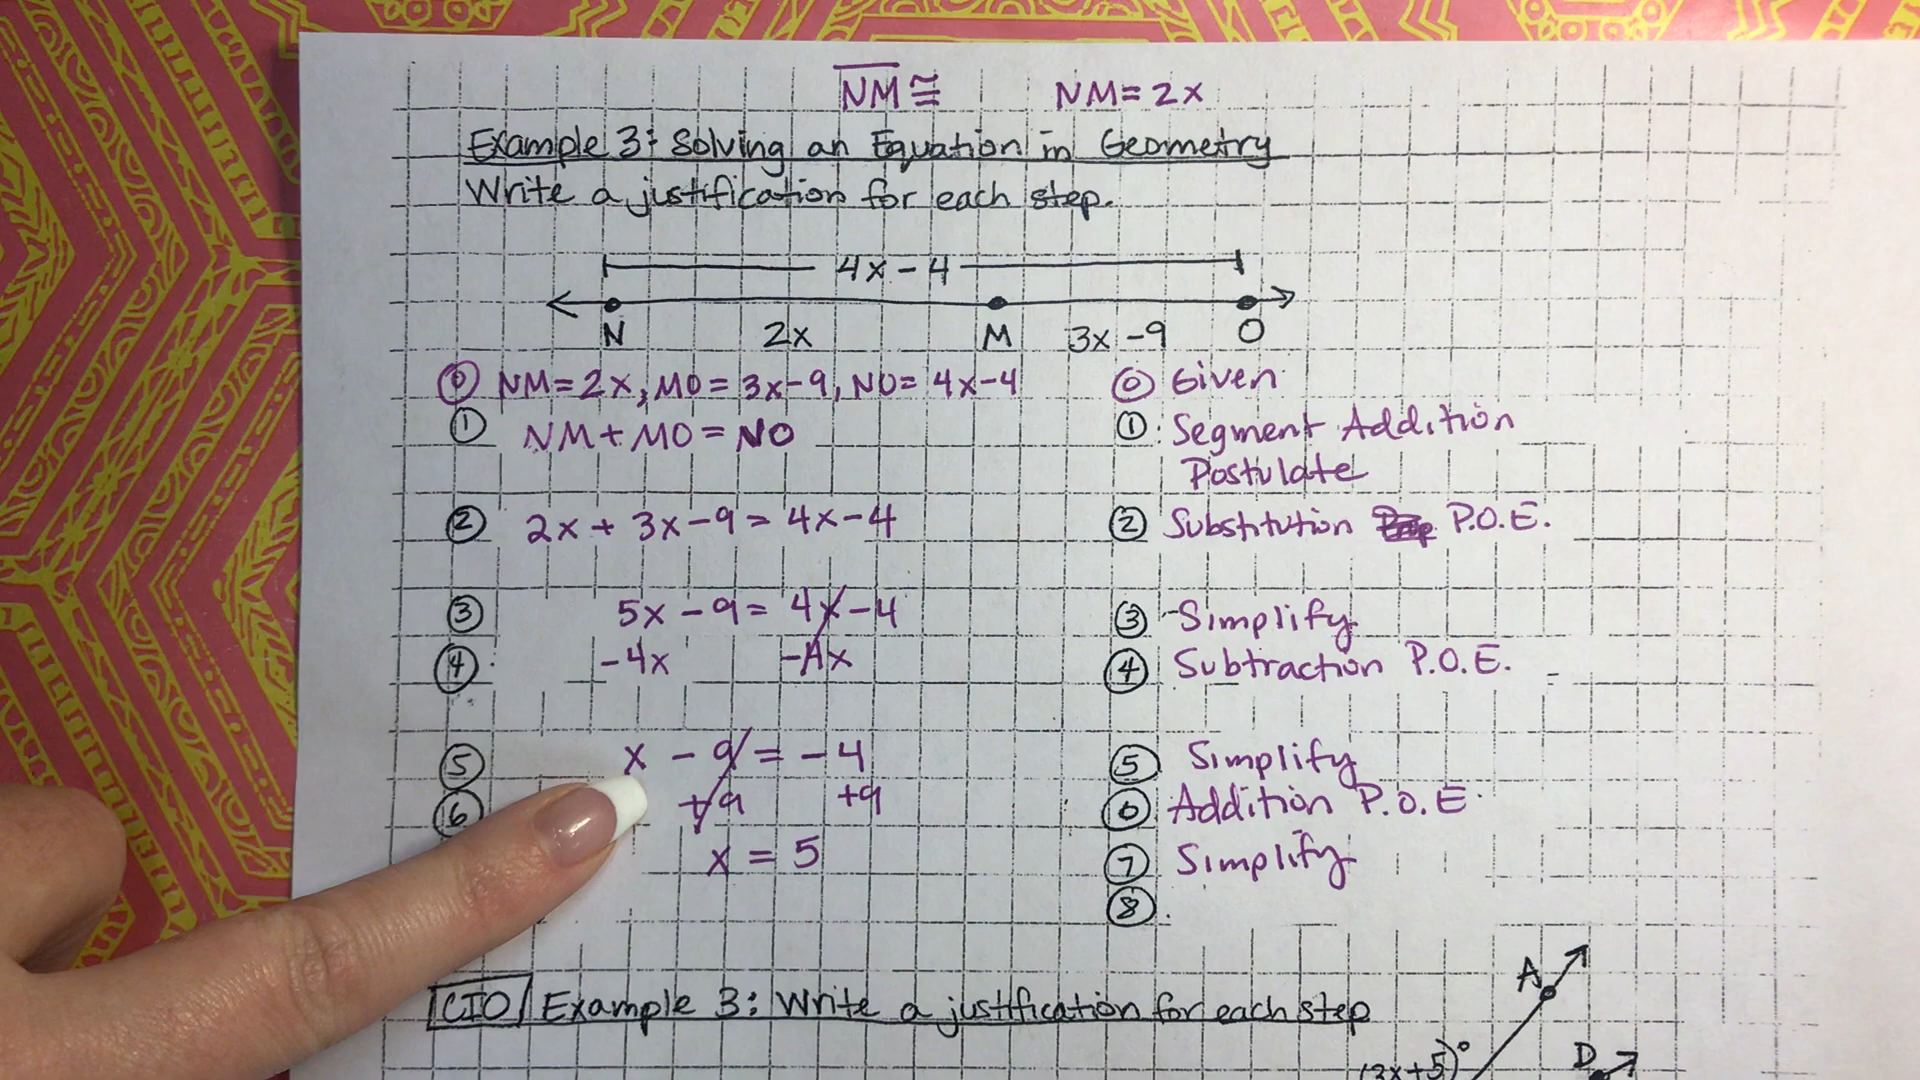 NM ≅ NM = 2x
Example 3: Solving an Equation in Geometry
Write a justification for each step.
4x - 4
N 2x M 3x - 9 O
⓪ NM = 2x, MO = 3x - 9, NO = 4x - 4 ⓪ Given
① NM + MO = NO ① Segment Addition
Postulate
② 2x + 3x - 9 = 4x - 4 ② Substitution P.O.E.
③ 5x - 9 = 4x - 4 ③ Simplify
④ -4x -4x ④ Subtraction P.O.E.
⑤ x - 9 = -4 ⑤ Simplify
⑥ +9 +9 ⑥ Addition P.O.E.
x = 5 ⑦ Simplify
⑧
A
CIO Example 3: Write a justification for each step
(3x+5)° D